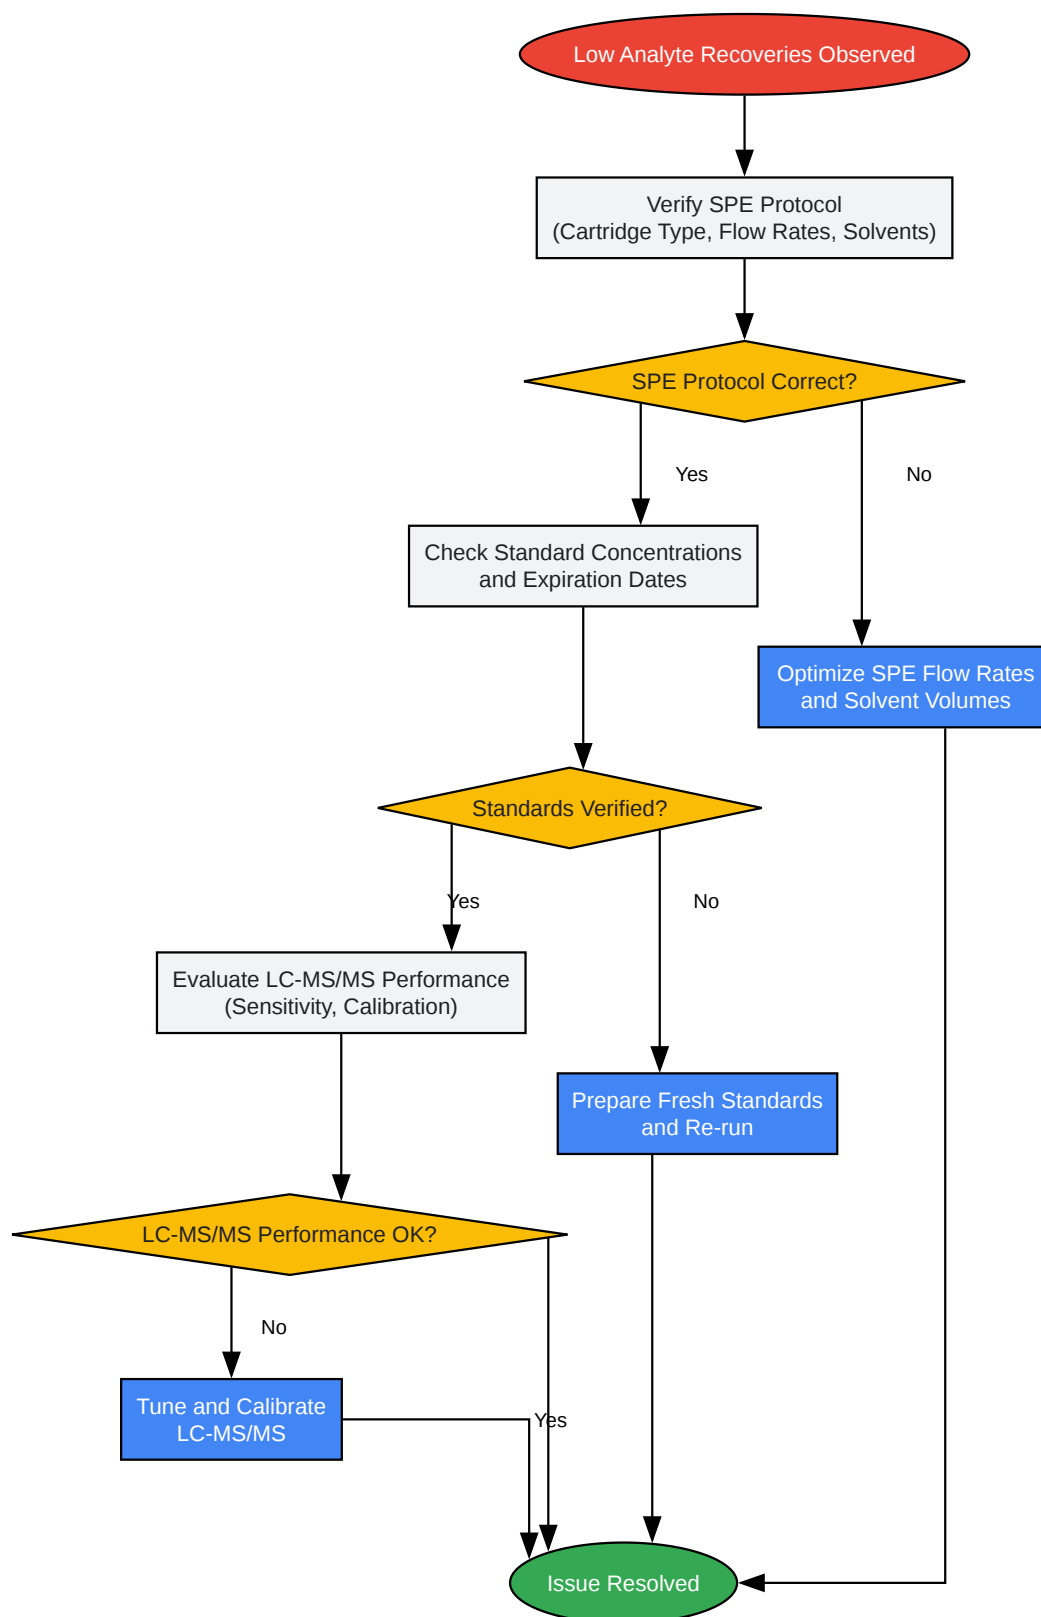 Low Analyte Recoveries Observed
Verify SPE Protocol
(Cartridge Type, Flow Rates, Solvents)
SPE Protocol Correct?
Yes
No
Check Standard Concentrations
and Expiration Dates
Optimize SPE Flow Rates
and Solvent Volumes
Standards Verified?
Yes
No
Evaluate LC-MS/MS Performance
(Sensitivity, Calibration)
Prepare Fresh Standards
and Re-run
LC-MS/MS Performance OK?
No
Tune and Calibrate
LC-MS/MS
Yes
Issue Resolved